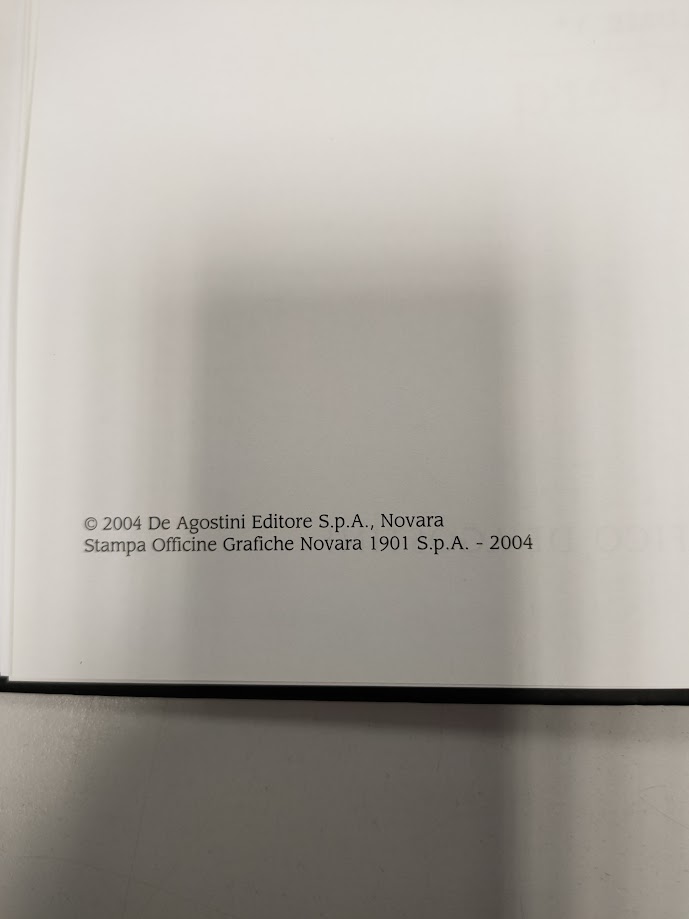 © 2004 De Agostini Editore S.p.A., Novara
Stampa Officine Grafiche Novara 1901 S.p.A. - 2004